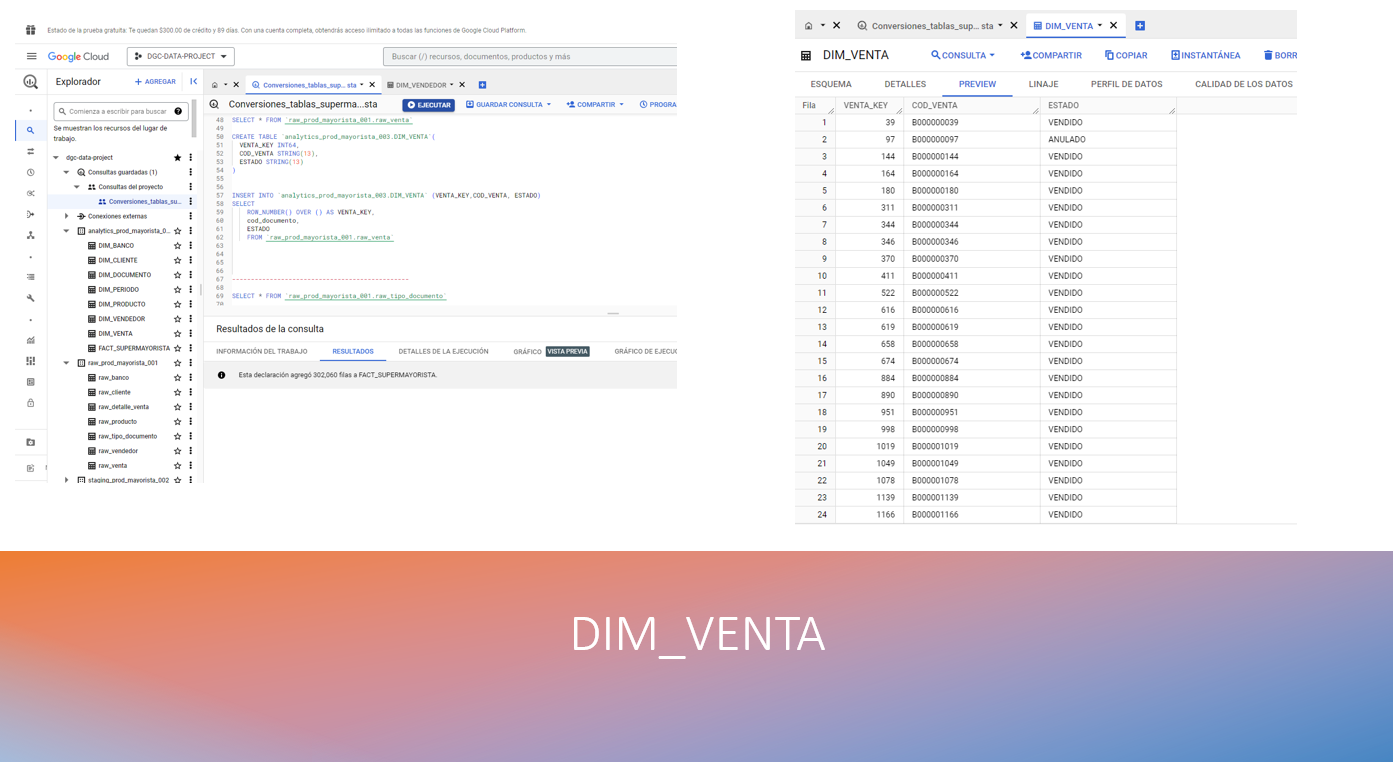 Estado de la prueba gratuita: Te quedan $300.00 de crédito y 89 días. Con una cuenta completa, obtendrás acceso ilimitado a todas las funciones de Google Cloud Platform.
Google Cloud
DGC-DATA-PROJECT
Buscar (/) recursos, documentos, productos y más
Explorador
+ AGREGAR
Comienza a escribir para buscar
Se muestran los recursos del lugar de
trabajo.
dgc-data-project
Consultas guardadas (1)
Consultas del proyecto
Conversiones_tablas_su...
Conexiones externas
analytics_prod_mayorista_0...
DIM_BANCO
DIM_CLIENTE
DIM_DOCUMENTO
DIM_PERIODO
DIM_PRODUCTO
DIM_VENDEDOR
DIM_VENTA
FACT_SUPERMAYORISTA
raw_prod_mayorista_001
raw_banco
raw_cliente
raw_detalle_venta
raw_producto
raw_tipo_documento
raw_vendedor
raw_venta
staging_prod_mayorista_002
Conversiones_tablas_sup... sta
DIM_VENDEDOR
Conversiones_tablas_superma...sta
EJECUTAR
GUARDAR CONSULTA
COMPARTIR
PROGRA
48 SELECT * FROM `raw_prod_mayorista_001.raw_venta`
49
50 CREATE TABLE `analytics_prod_mayorista_003.DIM_VENTA`(
51 VENTA_KEY INT64,
52 COD_VENTA STRING(13),
53 ESTADO STRING(13)
54 )
55
56
57 INSERT INTO `analytics_prod_mayorista_003.DIM_VENTA` (VENTA_KEY,COD_VENTA, ESTADO)
58 SELECT
59 ROW_NUMBER() OVER () AS VENTA_KEY,
60 cod_documento,
61 ESTADO
62 FROM `raw_prod_mayorista_001.raw_venta`
63
64
65
66
67 -----------------------------------------------
68
69 SELECT * FROM `raw_prod_mayorista_001.raw_tipo_documento`
70
Resultados de la consulta
INFORMACIÓN DEL TRABAJO
RESULTADOS
DETALLES DE LA EJECUCIÓN
GRÁFICO VISTA PREVIA
GRÁFICO DE EJECUC
Esta declaración agregó 302,060 filas a FACT_SUPERMAYORISTA.
Conversiones_tablas_sup... sta
DIM_VENTA
DIM_VENTA
CONSULTA
COMPARTIR
COPIAR
INSTANTÁNEA
BORR
ESQUEMA
DETALLES
PREVIEW
LINAJE
PERFIL DE DATOS
CALIDAD DE LOS DATOS
Fila VENTA_KEY COD_VENTA ESTADO
1 39 B000000039 VENDIDO
2 97 B000000097 ANULADO
3 144 B000000144 VENDIDO
4 164 B000000164 VENDIDO
5 180 B000000180 VENDIDO
6 311 B000000311 VENDIDO
7 344 B000000344 VENDIDO
8 346 B000000346 VENDIDO
9 370 B000000370 VENDIDO
10 411 B000000411 VENDIDO
11 522 B000000522 VENDIDO
12 616 B000000616 VENDIDO
13 619 B000000619 VENDIDO
14 658 B000000658 VENDIDO
15 674 B000000674 VENDIDO
16 884 B000000884 VENDIDO
17 890 B000000890 VENDIDO
18 951 B000000951 VENDIDO
19 998 B000000998 VENDIDO
20 1019 B000001019 VENDIDO
21 1049 B000001049 VENDIDO
22 1078 B000001078 VENDIDO
23 1139 B000001139 VENDIDO
24 1166 B000001166 VENDIDO
DIM_VENTA